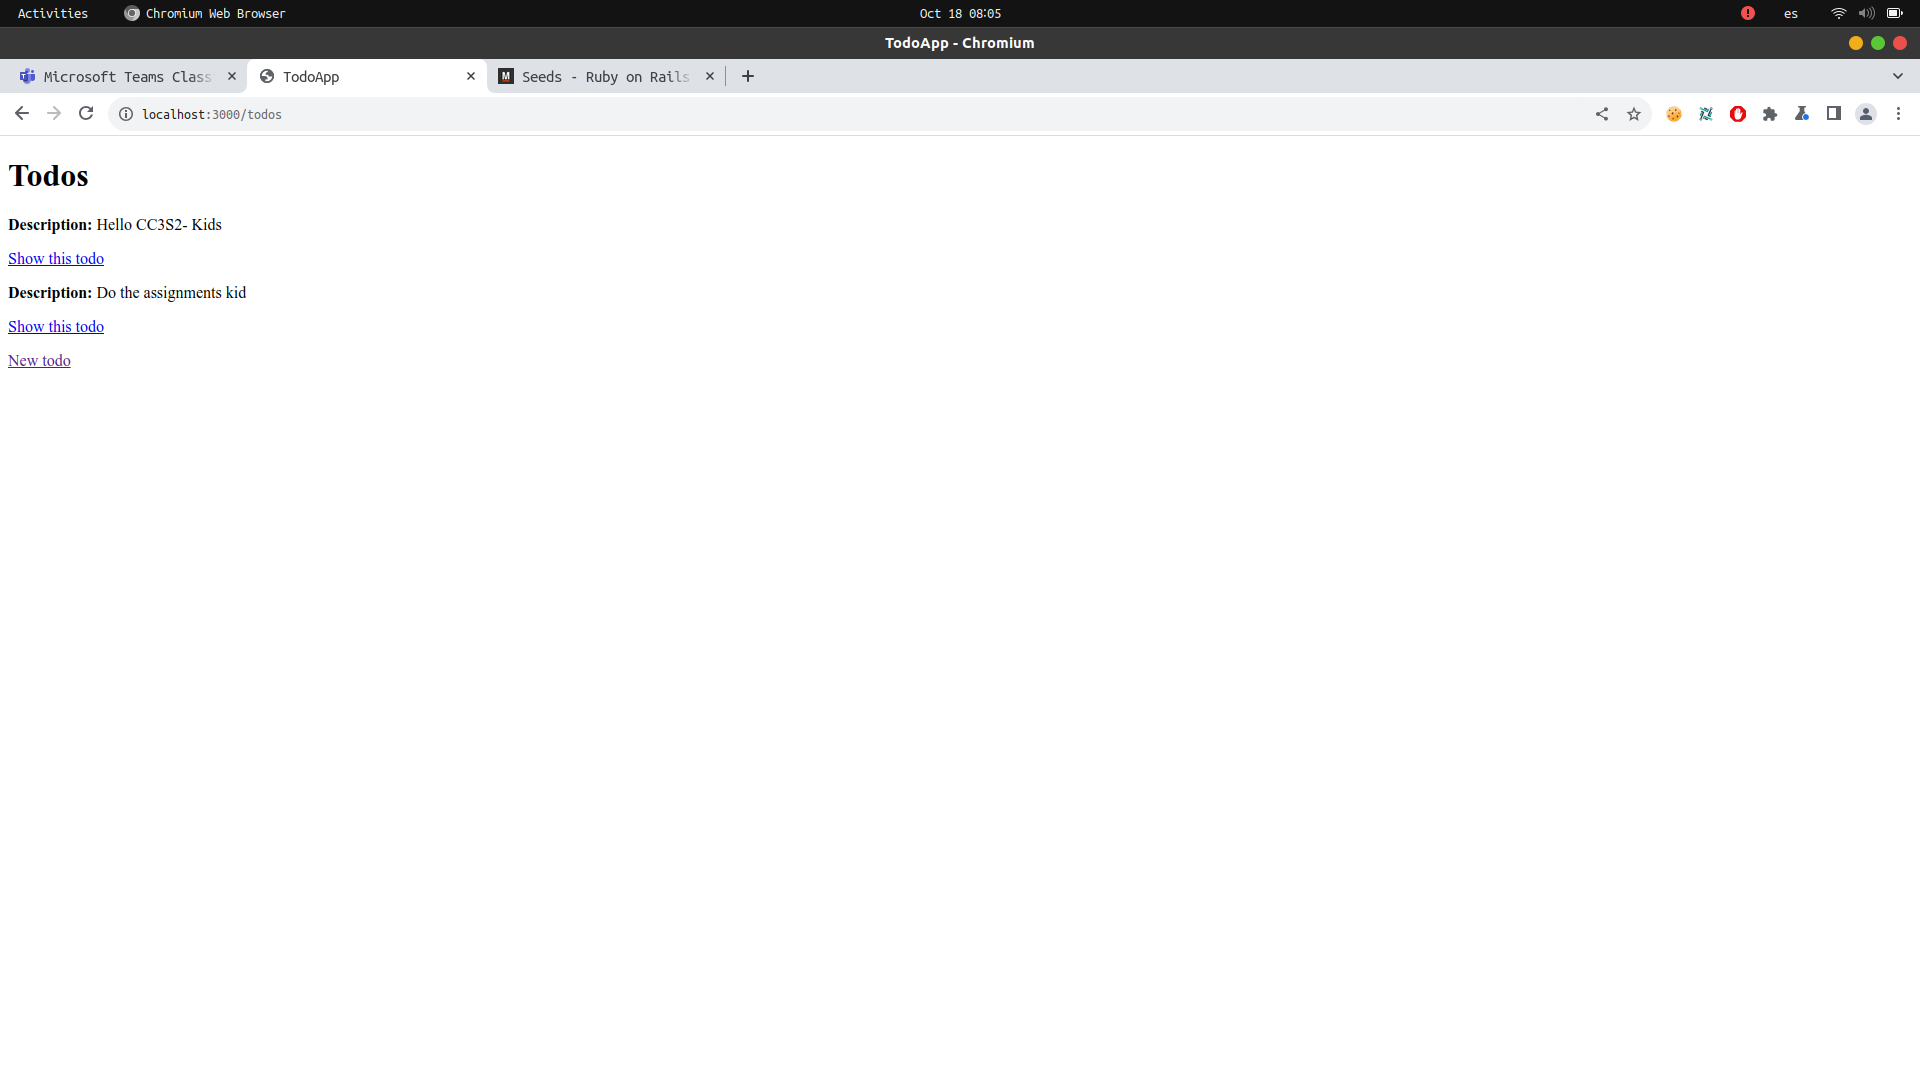 Activities Chromium Web Browser Oct 18 08:05 es
TodoApp - Chromium
Microsoft Teams Class TodoApp Seeds - Ruby on Rails
localhost:3000/todos
Todos
Description: Hello CC3S2- Kids
Show this todo
Description: Do the assignments kid
Show this todo
New todo